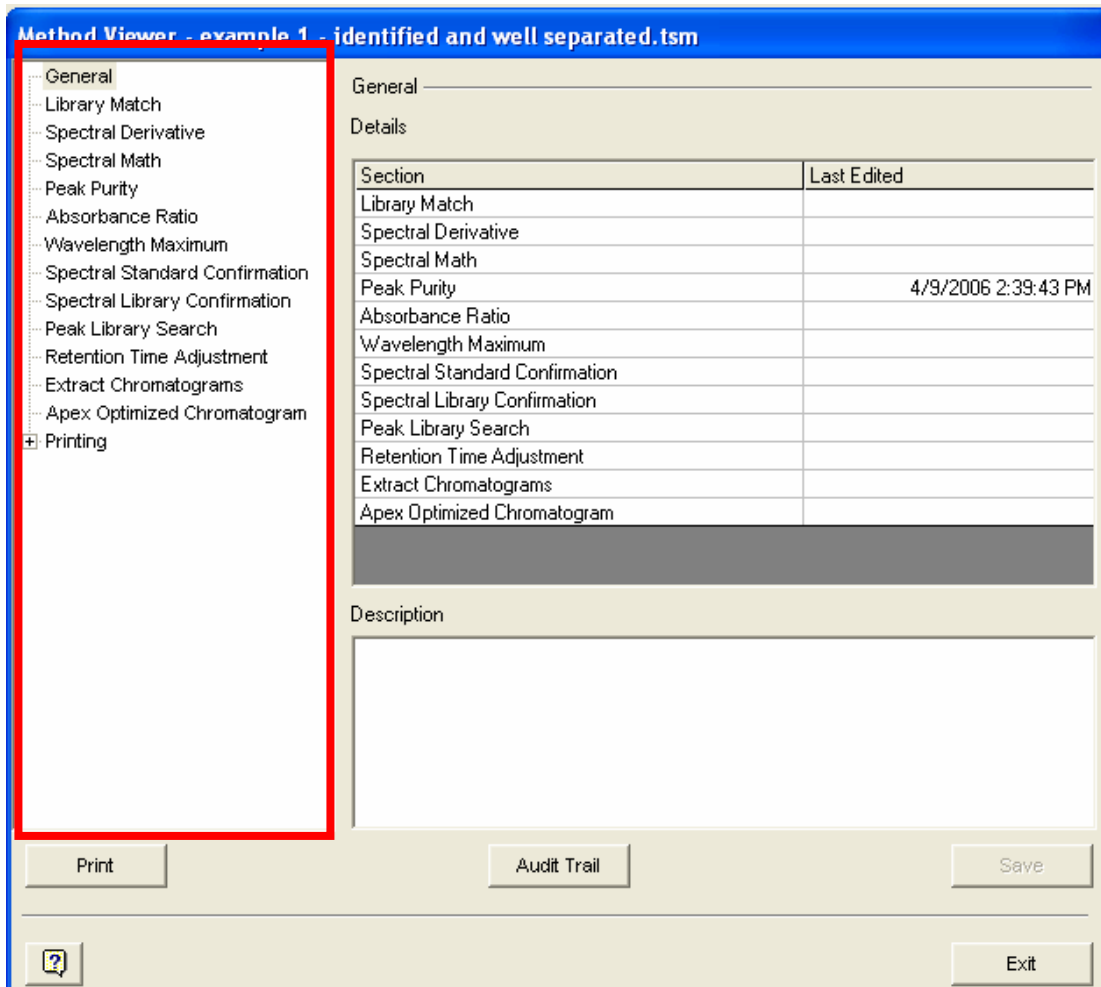 Method Viewer - example 1 - identified and well separated.tsm
General
Library Match
Spectral Derivative
Spectral Math
Peak Purity
Absorbance Ratio
Wavelength Maximum
Spectral Standard Confirmation
Spectral Library Confirmation
Peak Library Search
Retention Time Adjustment
Extract Chromatograms
Apex Optimized Chromatogram
Printing
General
Details
Section Last Edited
Library Match
Spectral Derivative
Spectral Math
Peak Purity 4/9/2006 2:39:43 PM
Absorbance Ratio
Wavelength Maximum
Spectral Standard Confirmation
Spectral Library Confirmation
Peak Library Search
Retention Time Adjustment
Extract Chromatograms
Apex Optimized Chromatogram
Description
Print Audit Trail Save
? Exit